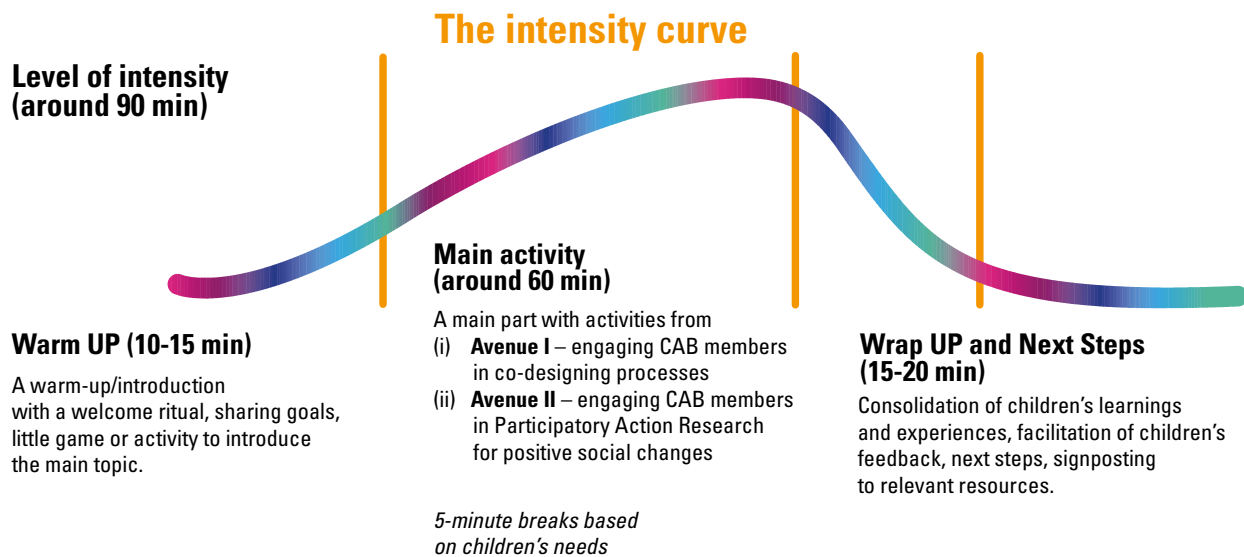 The intensity curve
Level of intensity
(around 90 min)
Warm UP (10-15 min)
A warm-up/introduction
with a welcome ritual, sharing goals,
little game or activity to introduce
the main topic.
Main activity
(around 60 min)
A main part with activities from
(i) Avenue I – engaging CAB members
in co-designing processes
(ii) Avenue II – engaging CAB members
in Participatory Action Research
for positive social changes
5-minute breaks based
on children’s needs
Wrap UP and Next Steps
(15-20 min)
Consolidation of children’s learnings
and experiences, facilitation of children’s
feedback, next steps, signposting
to relevant resources.